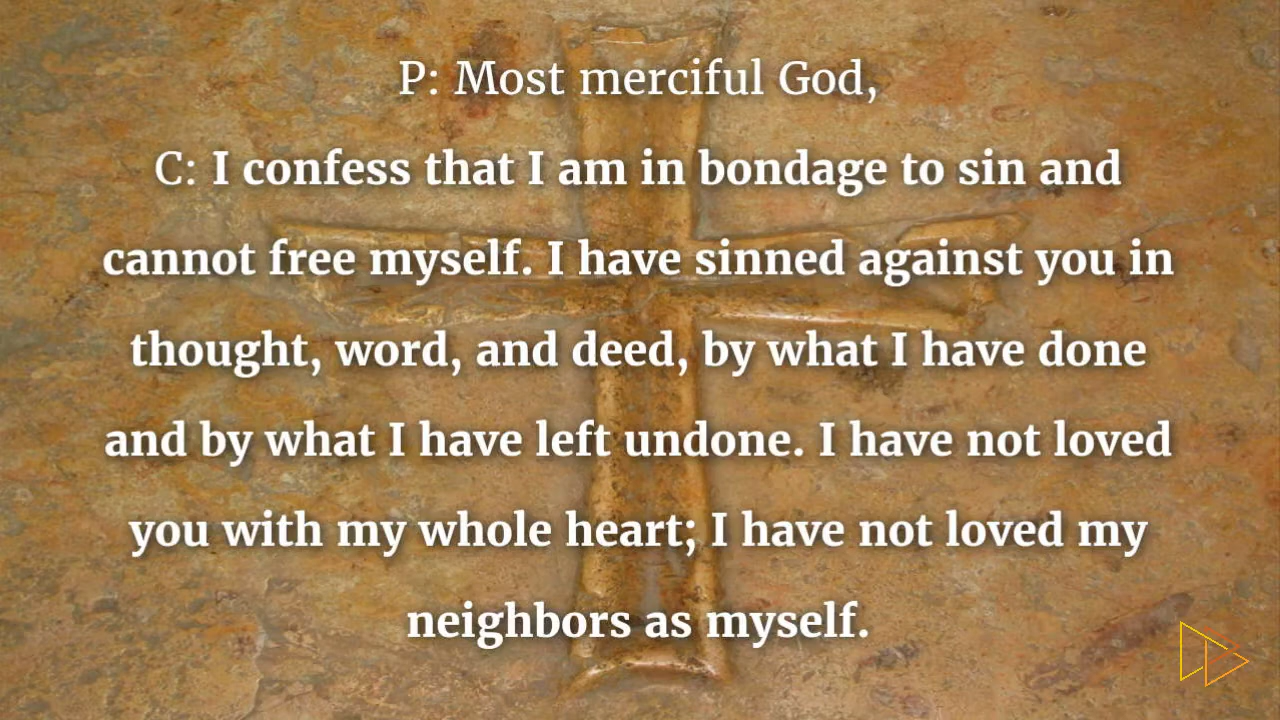 P: Most merciful God,
C: I confess that I am in bondage to sin and
cannot free myself. I have sinned against you in
thought, word, and deed, by what I have done
and by what I have left undone. I have not loved
you with my whole heart; I have not loved my
neighbors as myself.